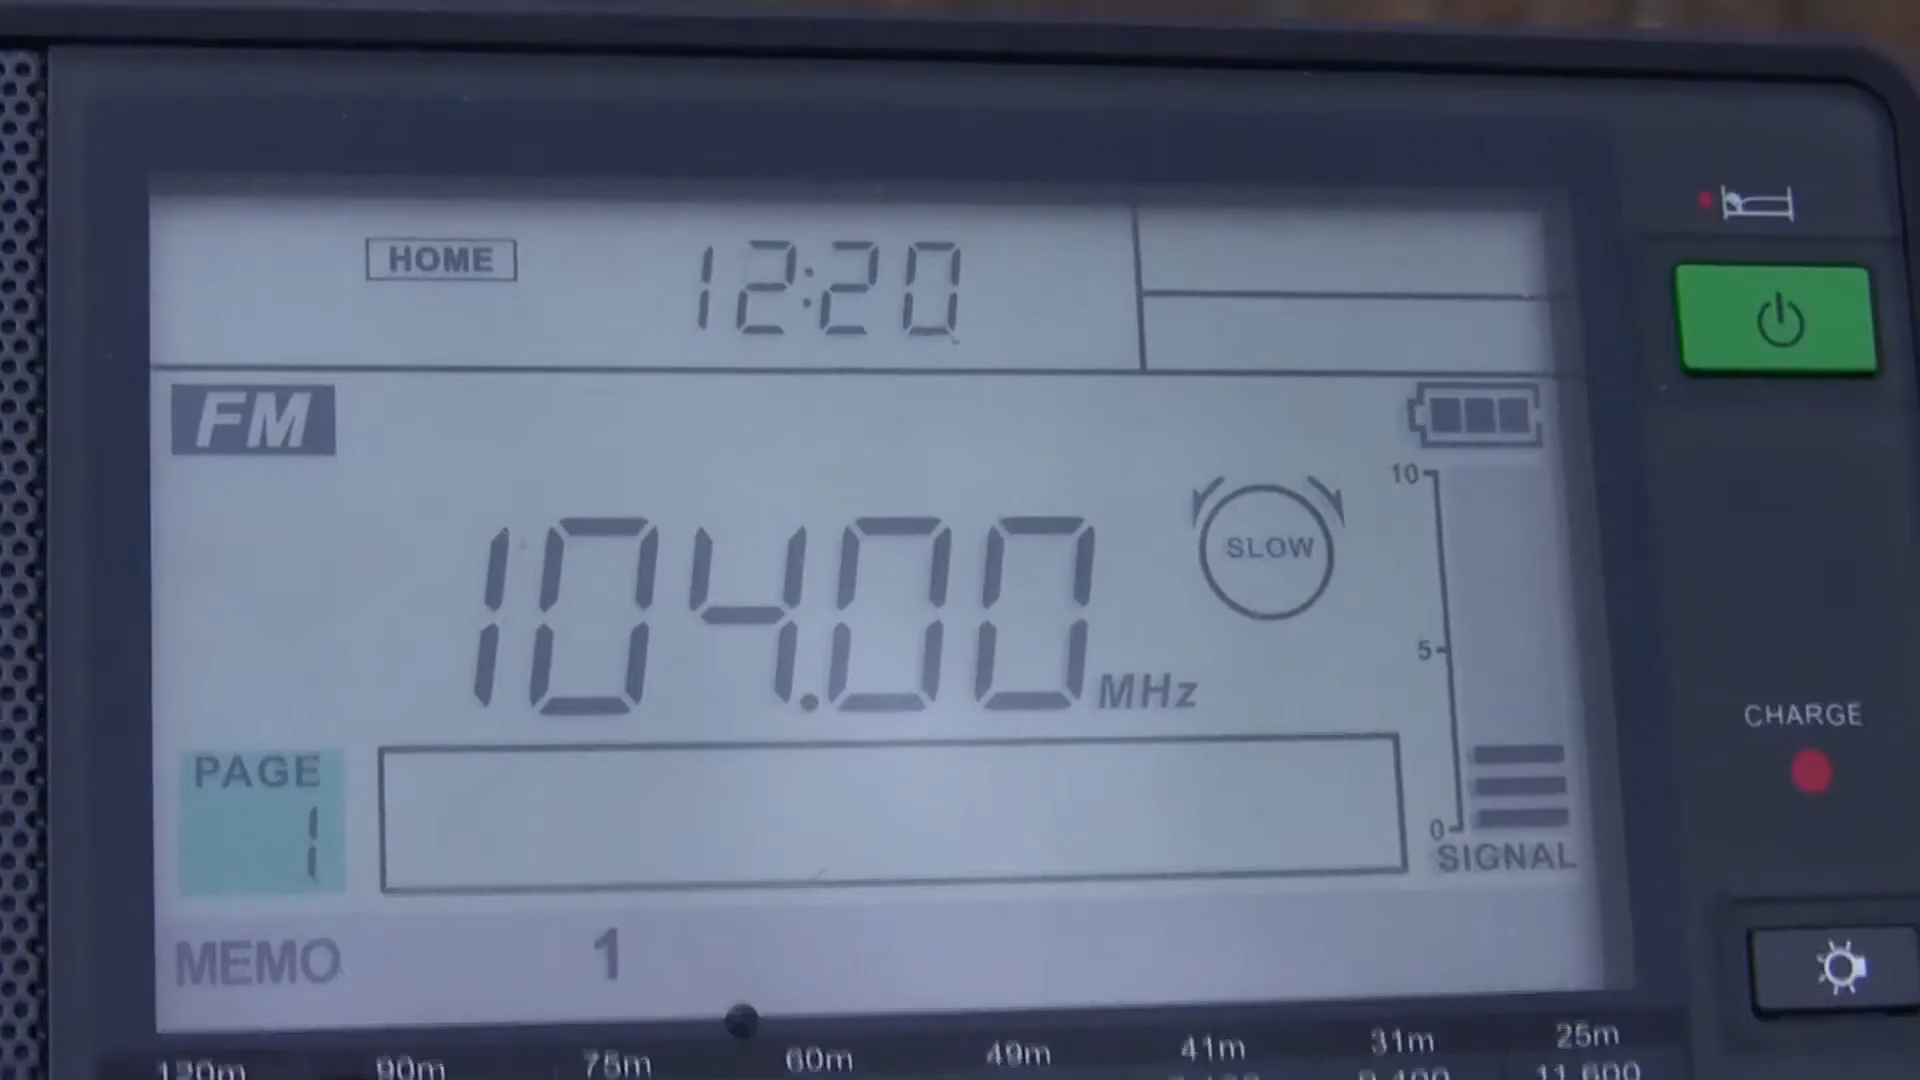 HOME 12:20
FM
104.00 MHz
SLOW
10
5
0
SIGNAL
CHARGE
PAGE
1
MEMO 1
120m 90m 75m 60m 49m 41m 31m 25m